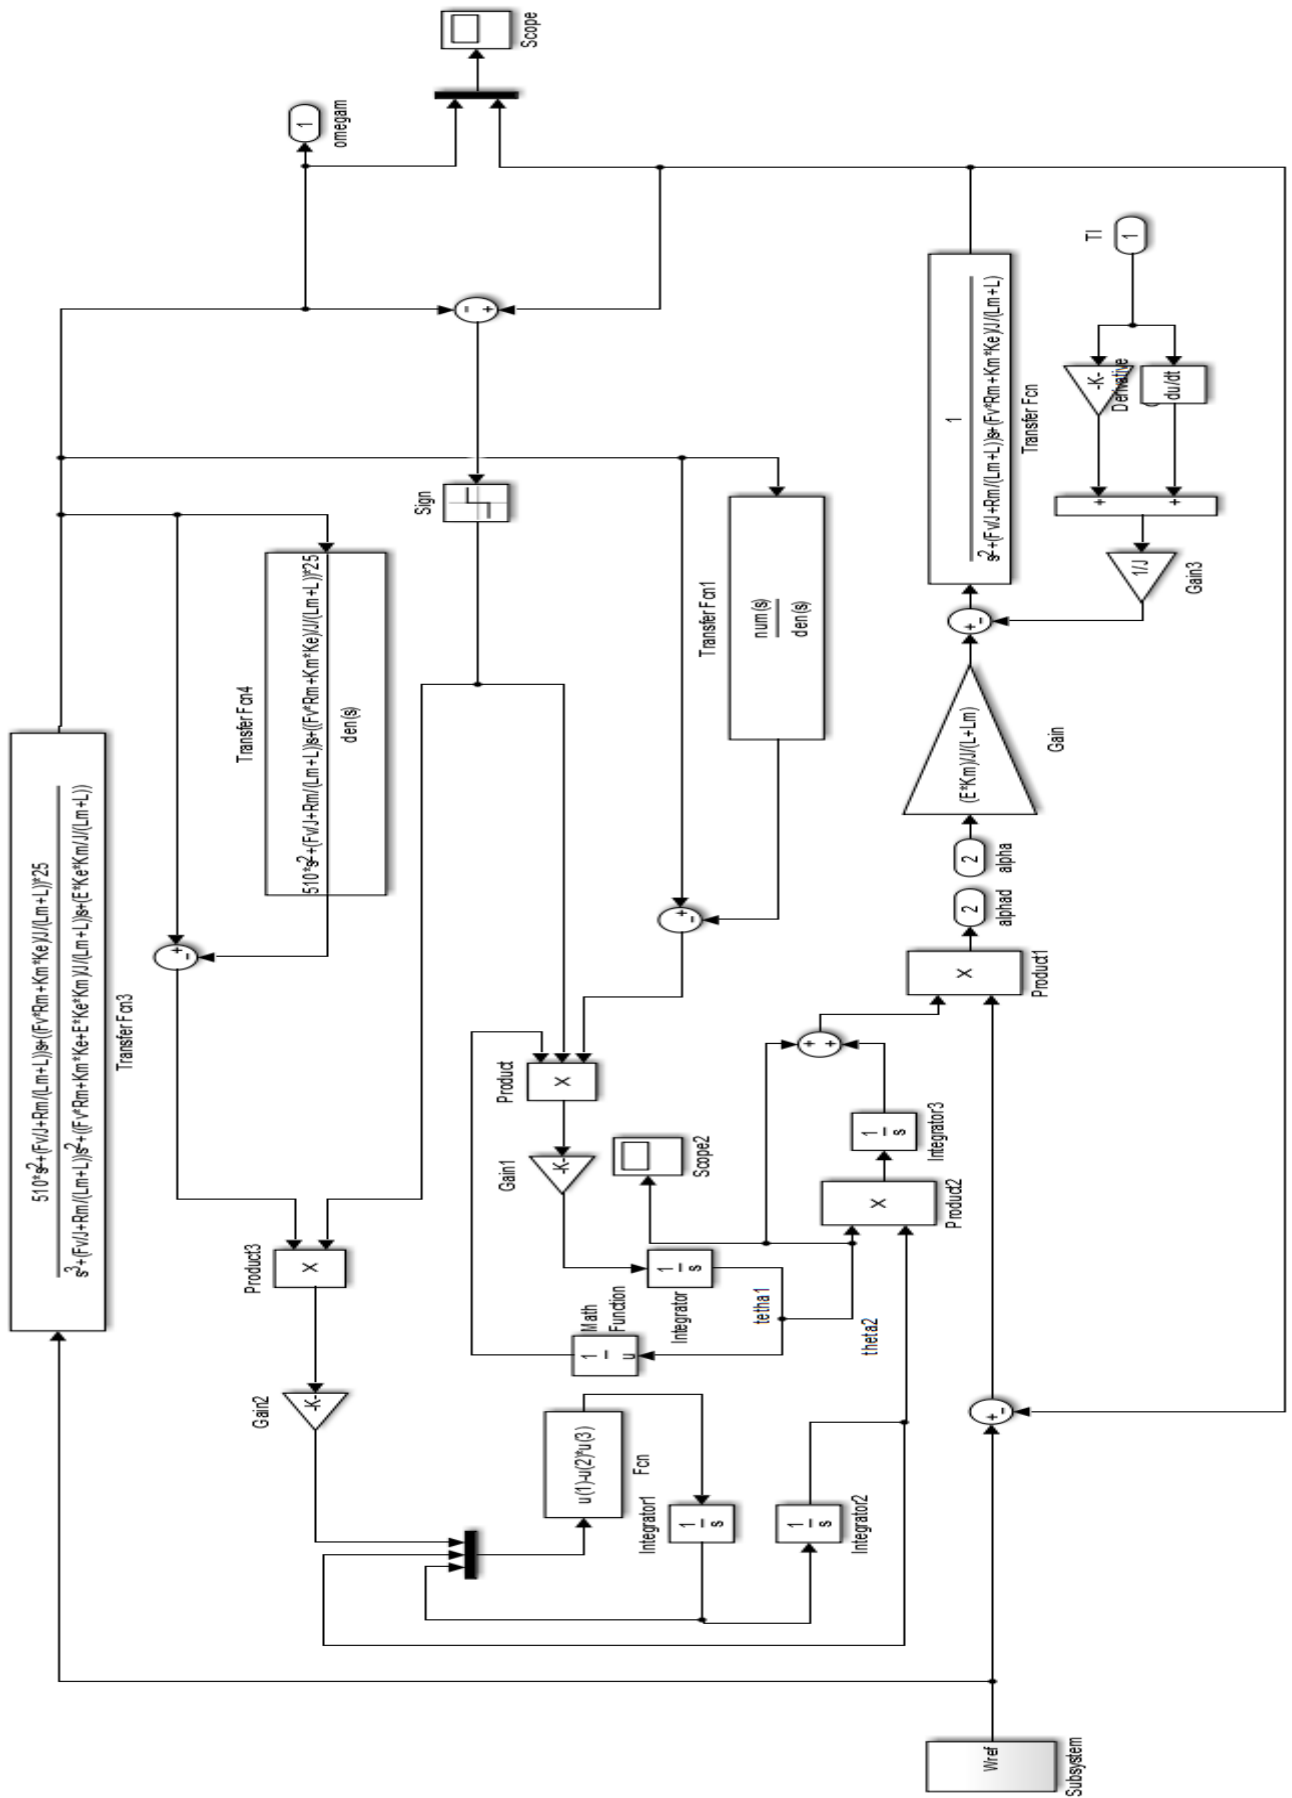 510*s2+(Fv/J+Rm/(Lm+L))s+((Fv*Rm+Km*Ke)/J/(Lm+L))*25
s3+(Fv/J+Rm/(Lm+L))s2+((Fv*Rm+Km*Ke+E*Ke*Km)/J/(Lm+L))s+(E*Ke*Km/J/(Lm+L))
Transfer Fcn3
Transfer Fcn4
510*s2+(Fv/J+Rm/(Lm+L))s+((Fv*Rm+Km*Ke)/J/(Lm+L))*25
den(s)
+
-
Product3
X
Gain2
-K-
1
omegam
Scope
-
+
Sign
Product
X
Gain1
-K-
Scope2
Transfer Fcn1
num(s)
den(s)
+
-
u(1)-u(2)*u(3)
Fcn
Math
Function
1
u
Integrator
1
s
Integrator1
1
s
tetha1
1
s
Integrator2
theta2
X
Product2
1
s
Integrator3
+
+
X
Product1
2
alphad
2
alpha
(E*Km)/J/(L+Lm)
Gain
+
-
1
s2+(Fv/J+Rm/(Lm+L))s+(Fv*Rm+Km*Ke)/J/(Lm+L)
Transfer Fcn
Wref
Subsystem
+
-
1/J
Gain3
+
+
-K-
Derivative
du/dt
Tl
1